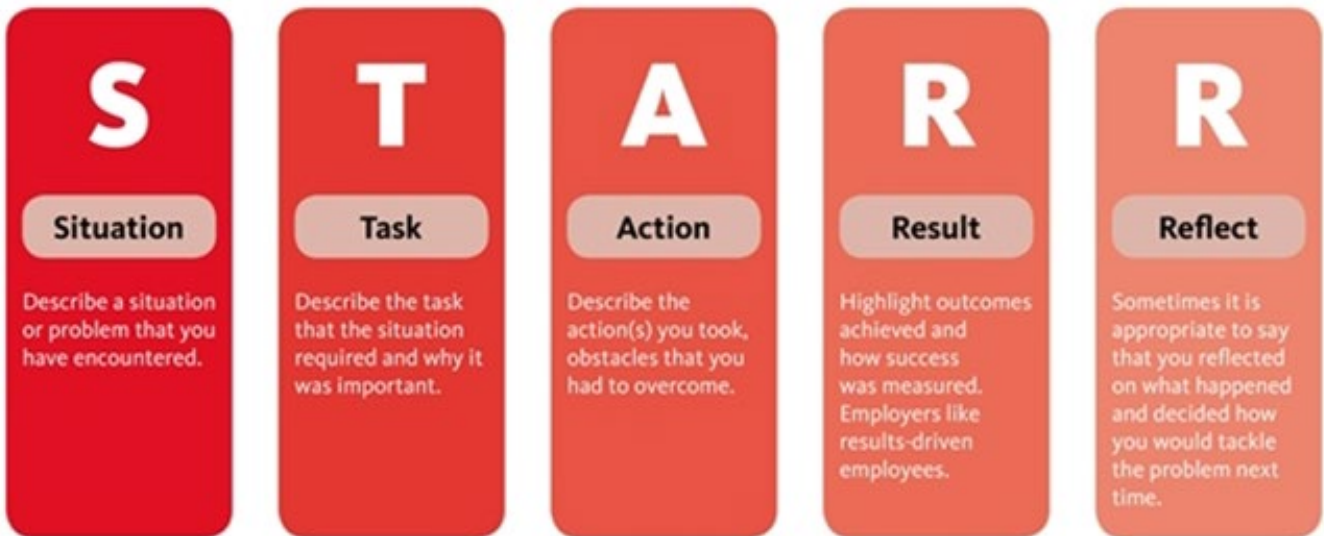 S
Situation
Describe a situation
or problem that you
have encountered.
T
Task
Describe the task
that the situation
required and why it
was important.
A
Action
Describe the
action(s) you took,
obstacles that you
had to overcome.
R
Result
Highlight outcomes
achieved and
how success
was measured.
Employers like
results-driven
employees.
R
Reflect
Sometimes it is
appropriate to say
that you reflected
on what happened
and decided how
you would tackle
the problem next
time.